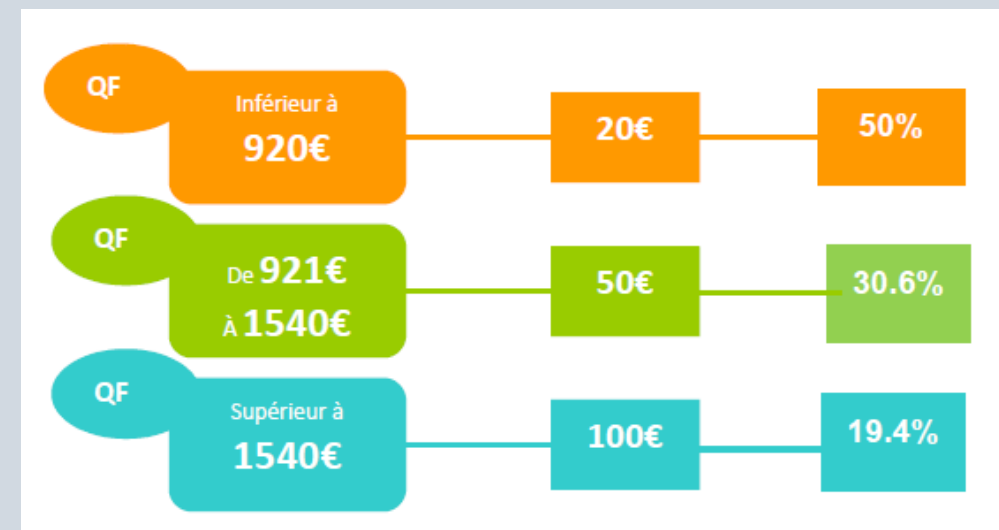 QF
Inférieur à
920€
20€
50%
QF
De 921€
À 1540€
50€
30.6%
QF
Supérieur à
1540€
100€
19.4%